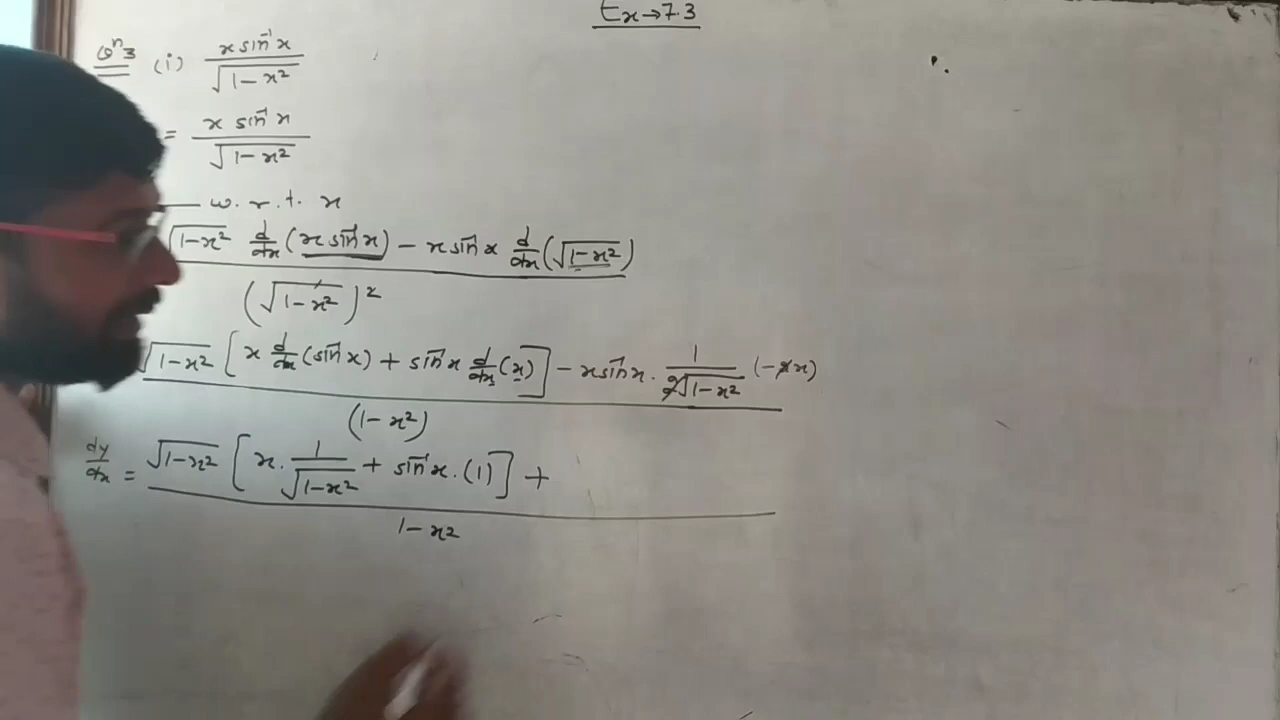 Ex→7.3
Qⁿ3 (i) x sin⁻¹x / √(1-x²)
= x sin⁻¹x / √(1-x²)
w.r.t. x
√(1-x²) d/dx (x sin⁻¹x) - x sin⁻¹x d/dx (√(1-x²)) / (√(1-x²))²
√(1-x²) [x d/dx (sin⁻¹x) + sin⁻¹x d/dx (x)] - x sin⁻¹x . 1/(2√(1-x²)) (-2x) / (1-x²)
dy/dx = √(1-x²) [x . 1/√(1-x²) + sin⁻¹x . (1)] + / 1-x²